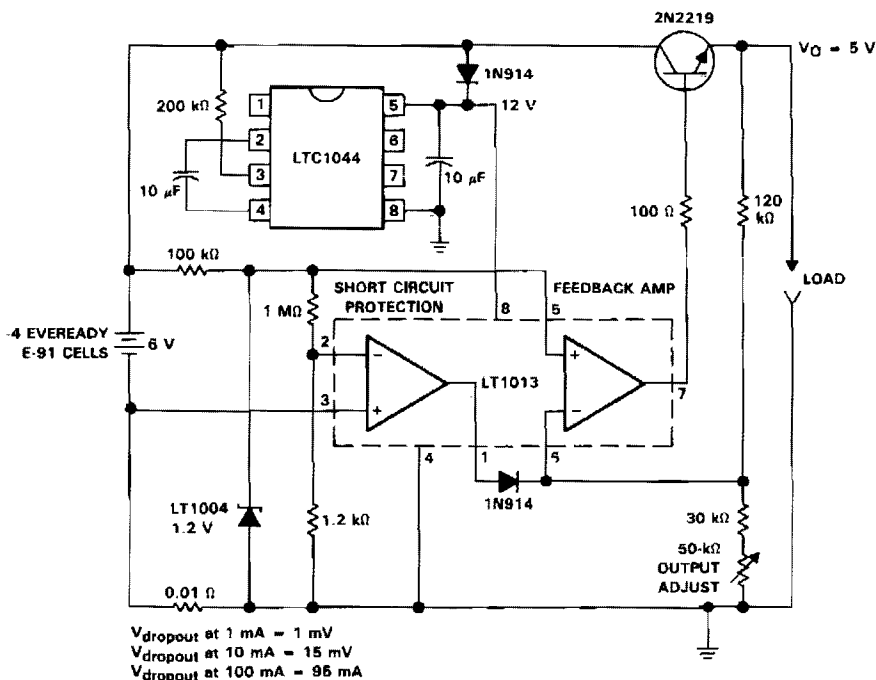 2N2219
V_O = 5 V
1N914
12 V
200 kΩ
1
2
3
4
LTC1044
5
6
7
8
10 µF
10 µF
100 Ω
120
kΩ
100 kΩ
LOAD
SHORT CIRCUIT
PROTECTION
FEEDBACK AMP
1 MΩ
8
5
-4 EVEREADY
E-91 CELLS
6 V
2
−
3
+
LT1013
+
−
7
4
1
6
1N914
LT1004
1.2 V
1.2 kΩ
30 kΩ
50-kΩ
OUTPUT
ADJUST
0.01 Ω
Vdropout at 1 mA = 1 mV
Vdropout at 10 mA = 15 mV
Vdropout at 100 mA = 95 mA